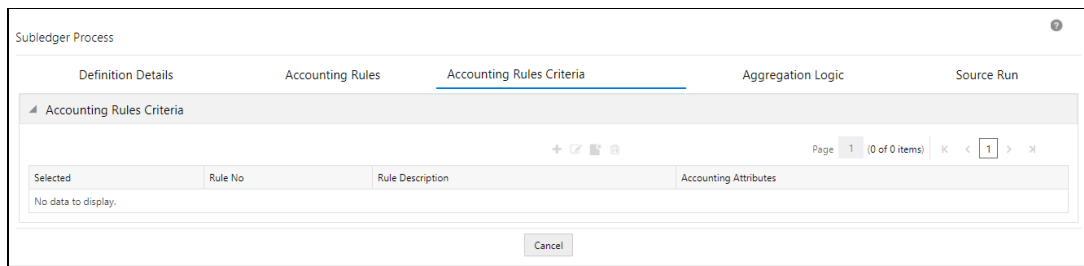 Subledger Process
?
Definition Details Accounting Rules Accounting Rules Criteria Aggregation Logic Source Run
Accounting Rules Criteria
Page 1 (0 of 0 items) 1
Selected Rule No Rule Description Accounting Attributes
No data to display.
Cancel